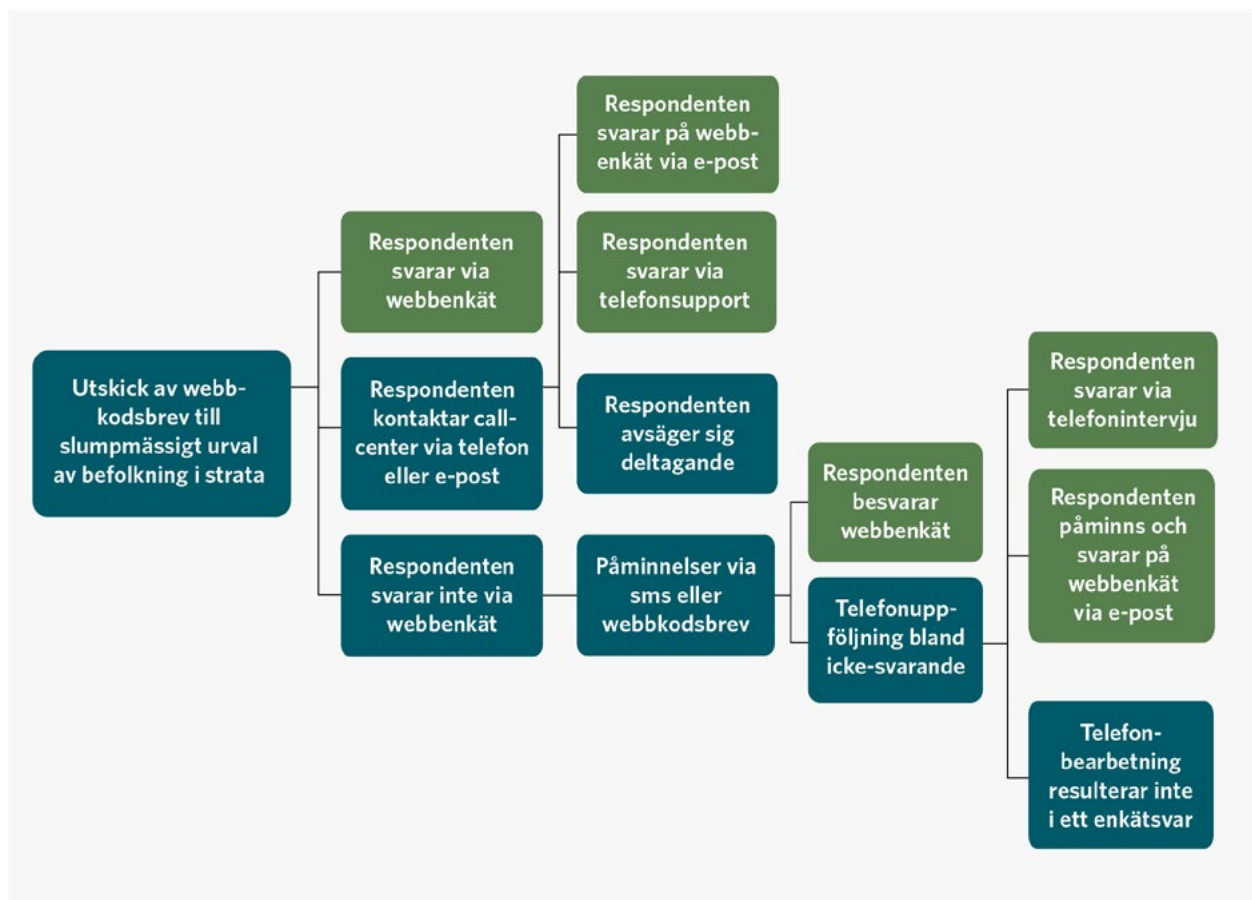 Utskick av webb-
kodsbrev till
slumpmässigt urval
av befolkning i strata
Respondenten
svarar via
webbenkät
Respondenten
kontaktar call-
center via telefon
eller e-post
Respondenten
svarar inte via
webbenkät
Respondenten
svarar på webb-
enkät via e-post
Respondenten
svarar via
telefonsupport
Respondenten
avsäger sig
deltagande
Påminnelser via
sms eller
webbkodsbrev
Respondenten
besvarar
webbenkät
Telefonupp-
följning bland
icke-svarande
Respondenten
svarar via
telefonintervju
Respondenten
påminns och
svarar på
webbenkät
via e-post
Telefon-
bearbetning
resulterar inte
i ett enkätsvar